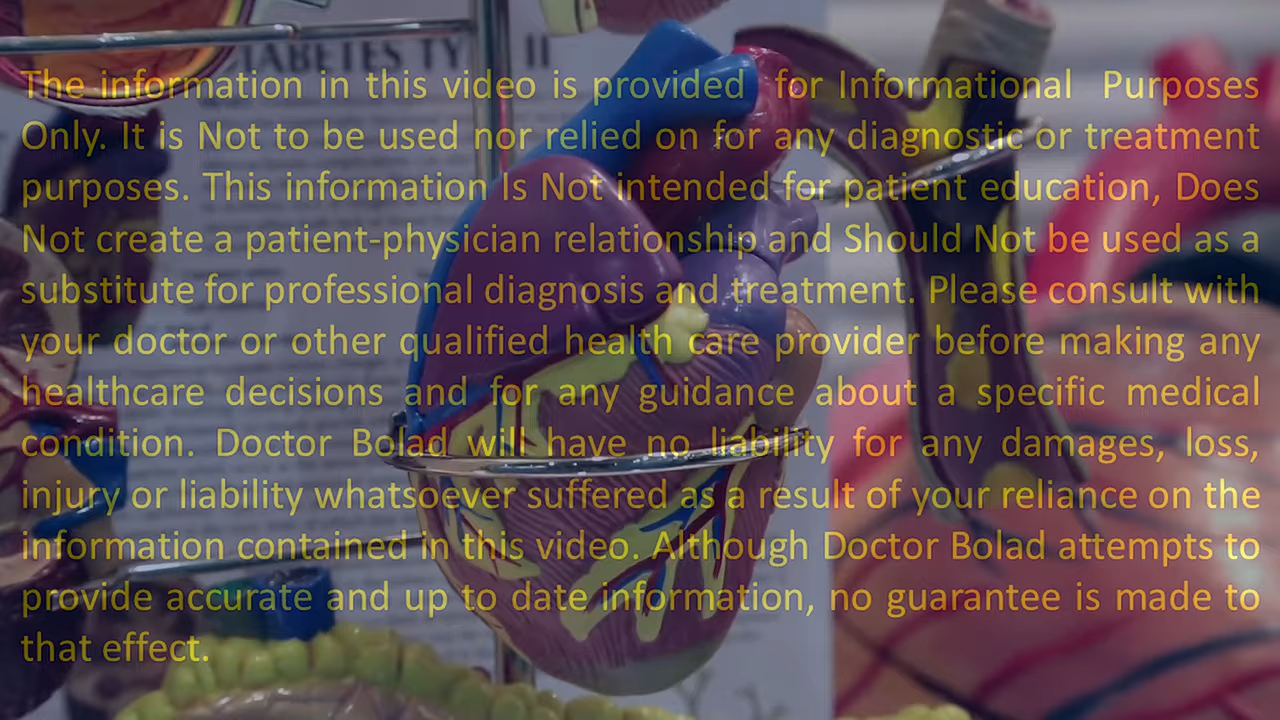 DIABETES TY II
The information in this video is provided for Informational Purposes
Only. It is Not to be used nor relied on for any diagnostic or treatment
purposes. This information Is Not intended for patient education, Does
Not create a patient-physician relationship and Should Not be used as a
substitute for professional diagnosis and treatment. Please consult with
your doctor or other qualified health care provider before making any
healthcare decisions and for any guidance about a specific medical
condition. Doctor Bolad will have no liability for any damages, loss,
injury or liability whatsoever suffered as a result of your reliance on the
information contained in this video. Although Doctor Bolad attempts to
provide accurate and up to date information, no guarantee is made to
that effect.